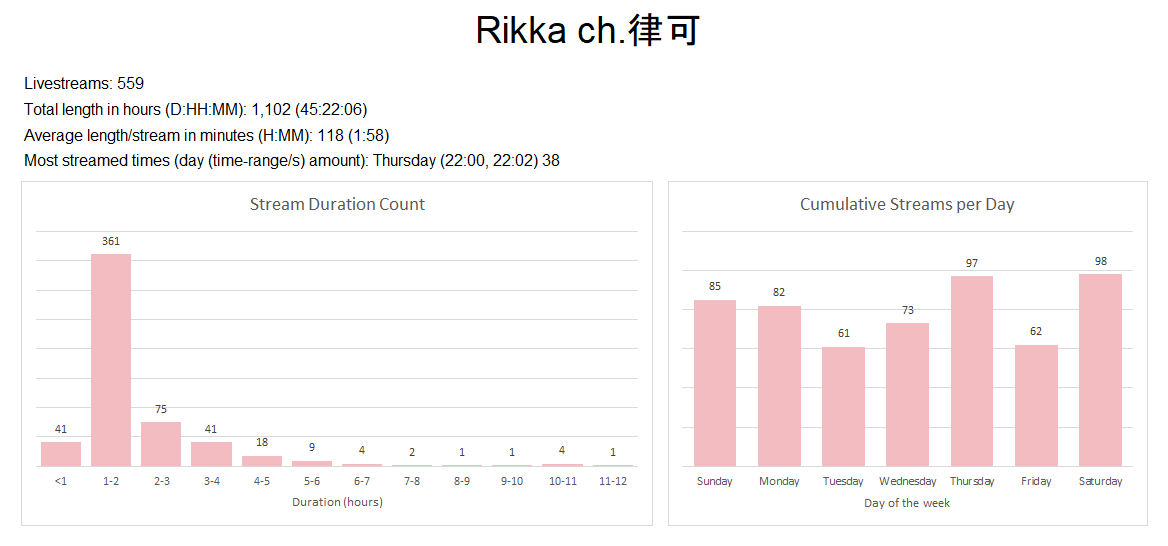 Rikka ch.律可
Livestreams: 559
Total length in hours (D:HH:MM): 1,102 (45:22:06)
Average length/stream in minutes (H:MM): 118 (1:58)
Most streamed times (day (time-range/s) amount): Thursday (22:00, 22:02) 38
Stream Duration Count
41 361 75 41 18 9 4 2 1 1 4 1
<1 1-2 2-3 3-4 4-5 5-6 6-7 7-8 8-9 9-10 10-11 11-12
Duration (hours)
Cumulative Streams per Day
85 82 61 73 97 62 98
Sunday Monday Tuesday Wednesday Thursday Friday Saturday
Day of the week